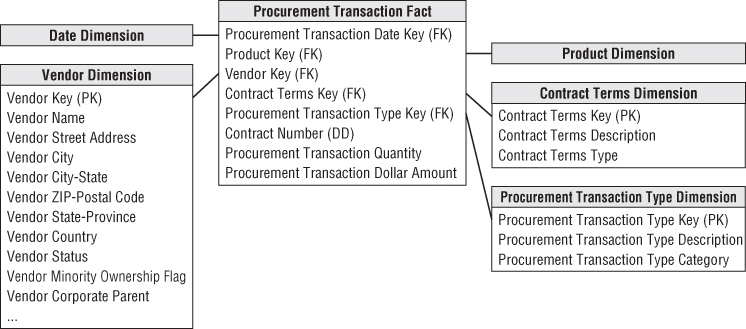 Date Dimension
Vendor Dimension
Vendor Key (PK)
Vendor Name
Vendor Street Address
Vendor City
Vendor City-State
Vendor ZIP-Postal Code
Vendor State-Province
Vendor Country
Vendor Status
Vendor Minority Ownership Flag
Vendor Corporate Parent
...
Procurement Transaction Fact
Procurement Transaction Date Key (FK)
Product Key (FK)
Vendor Key (FK)
Contract Terms Key (FK)
Procurement Transaction Type Key (FK)
Contract Number (DD)
Procurement Transaction Quantity
Procurement Transaction Dollar Amount
Product Dimension
Contract Terms Dimension
Contract Terms Key (PK)
Contract Terms Description
Contract Terms Type
Procurement Transaction Type Dimension
Procurement Transaction Type Key (PK)
Procurement Transaction Type Description
Procurement Transaction Type Category